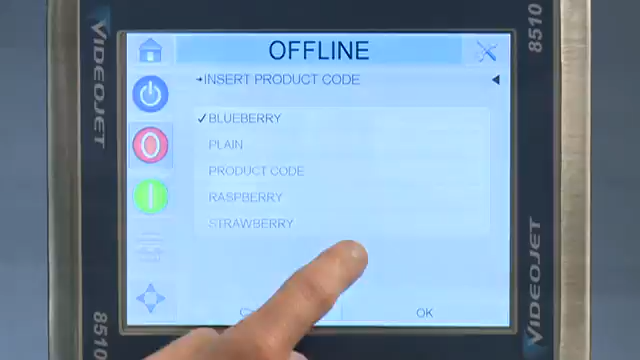 VIDEOJET
8510
OFFLINE
→INSERT PRODUCT CODE
✓BLUEBERRY
PLAIN
PRODUCT CODE
RASPBERRY
STRAWBERRY
OK
8510
VIDEOJET